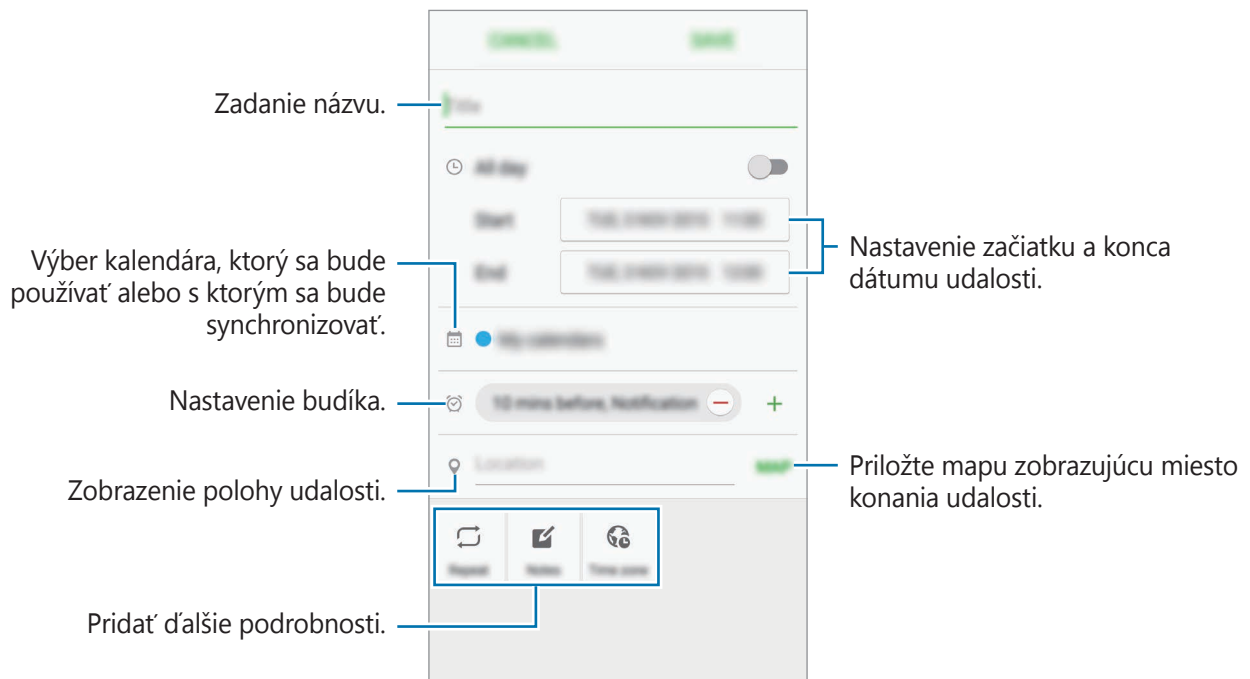 CANCEL
SAVE
Zadanie názvu.
Title
All day
Start
End
Nastavenie začiatku a konca
dátumu udalosti.
Výber kalendára, ktorý sa bude
používať alebo s ktorým sa bude
synchronizovať.
My calendars
Nastavenie budíka.
10 mins before, Notification
Location
MAP
Zobrazenie polohy udalosti.
Priložte mapu zobrazujúcu miesto
konania udalosti.
Repeat
Notes
Time zone
Pridať ďalšie podrobnosti.